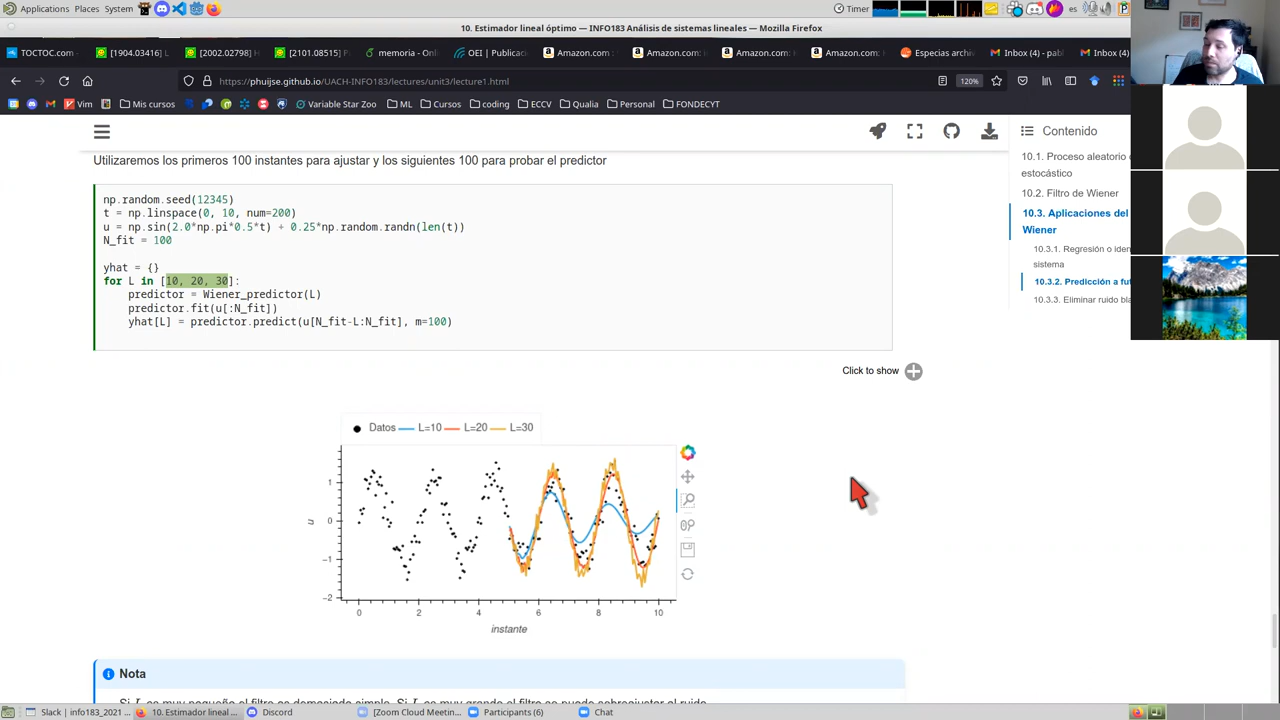 Applications Places System Timer es
10. Estimador lineal óptimo — INFO183 Análisis de sistemas lineales — Mozilla Firefox
TOCTOC.com [1904.03416] L [2002.02798] H [2101.08515] F memoria - D OEI | Publi Amazon.com: Amazon.com: Amazon.com: Amazon.com: Especias archiv Inbox (4) - pabl Inbox (4)
https://phuijse.github.io/UACH-INFO183/lectures/unit3/lecture1.html 120%
Vim Mis cursos Variable Star Zoo ML Cursos coding ECCV Qualia Personal FONDECYT
Utilizaremos los primeros 100 instantes para ajustar y los siguientes 100 para probar el predictor
np.random.seed(12345)
t = np.linspace(0, 10, num=200)
u = np.sin(2.0*np.pi*0.5*t) + 0.25*np.random.randn(len(t))
N_fit = 100
yhat = {}
for L in [10, 20, 30]:
predictor = Wiener_predictor(L)
predictor.fit(u[:N_fit])
yhat[L] = predictor.predict(u[N_fit-L:N_fit], m=100)
Click to show
Datos L=10 L=20 L=30
u
1
0
−1
−2
0 2 4 6 8 10
instante
Nota
Contenido
10.1. Proceso aleatorio
estocástico
10.2. Filtro de Wiener
10.3. Aplicaciones del
Wiener
10.3.1. Regresión o iden
sistema
10.3.2. Predicción a fu
10.3.3. Eliminar ruido bla
Slack | info183_2021 ... 10. Estimador lineal ... Discord [Zoom Cloud Meetin... Participantes (6) Chat